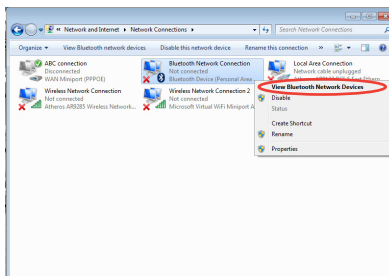 « Network and Internet ▸ Network Connections ▸
Search Network Connections
Organize ▾ View Bluetooth network devices Disable this network device Rename this connection »
ABC connection
Disconnected
WAN Miniport (PPPOE)
Bluetooth Network Connection
Not connected
Bluetooth Device (Personal Area
Local Area Connection
Network cable unplugged
Wireless Network Connection
Not connected
Atheros AR9285 Wireless Network...
Wireless Network Connection 2
Not connected
Microsoft Virtual WiFi Miniport A
View Bluetooth Network Devices
Disable
Status
Create Shortcut
Rename
Properties